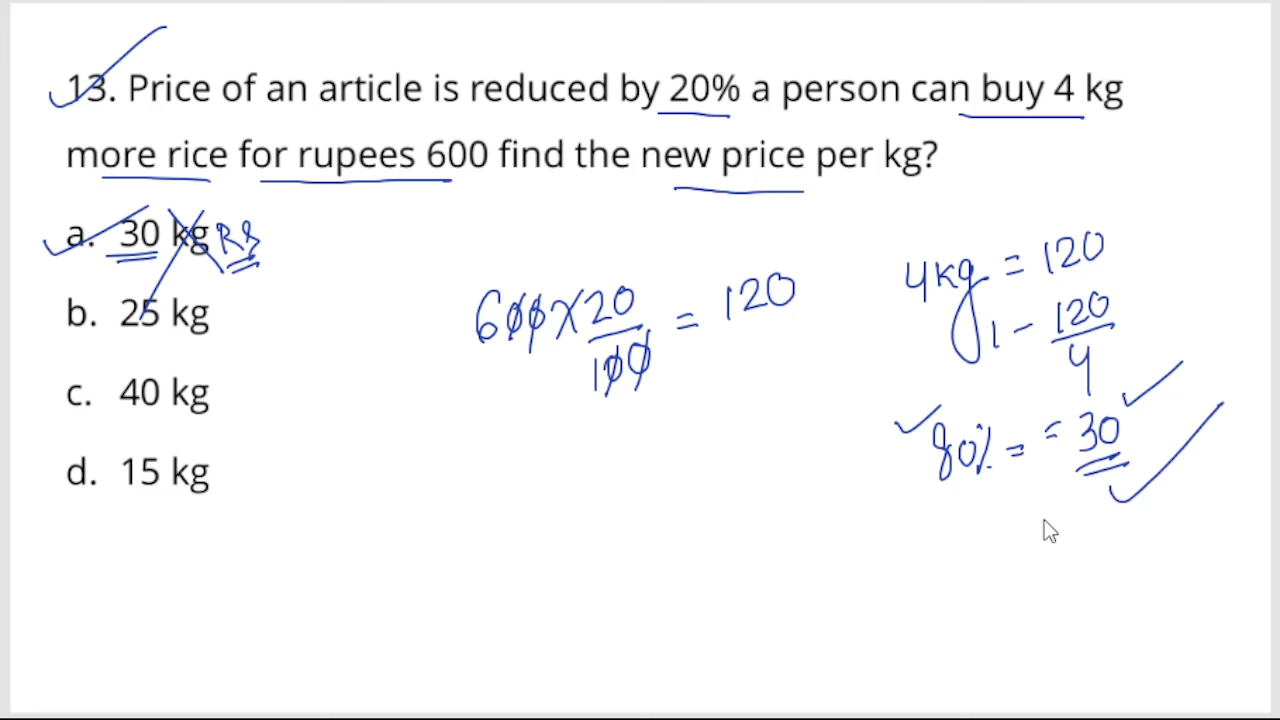 13. Price of an article is reduced by 20% a person can buy 4 kg
more rice for rupees 600 find the new price per kg?
a. 30 kg Rs
b. 25 kg
c. 40 kg
d. 15 kg
600 X 20/100 = 120
4kg = 120
1 - 120/4
80% = = 30